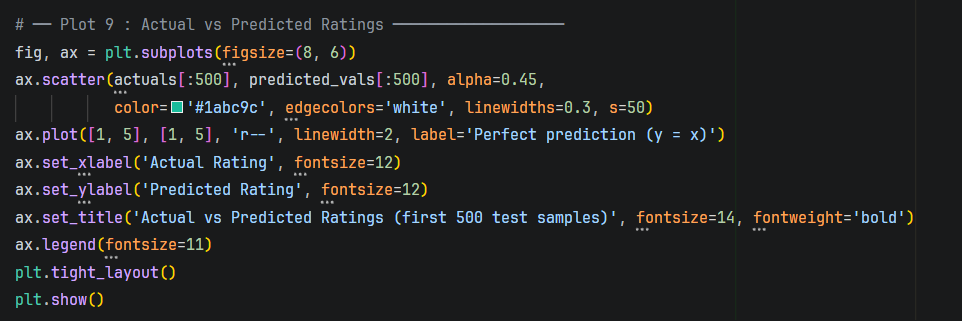 # ── Plot 9 : Actual vs Predicted Ratings ───────────────────
fig, ax = plt.subplots(figsize=(8, 6))
ax.scatter(actuals[:500], predicted_vals[:500], alpha=0.45,
           color='#1abc9c', edgecolors='white', linewidths=0.3, s=50)
ax.plot([1, 5], [1, 5], 'r--', linewidth=2, label='Perfect prediction (y = x)')
ax.set_xlabel('Actual Rating', fontsize=12)
ax.set_ylabel('Predicted Rating', fontsize=12)
ax.set_title('Actual vs Predicted Ratings (first 500 test samples)', fontsize=14, fontweight='bold')
ax.legend(fontsize=11)
plt.tight_layout()
plt.show()